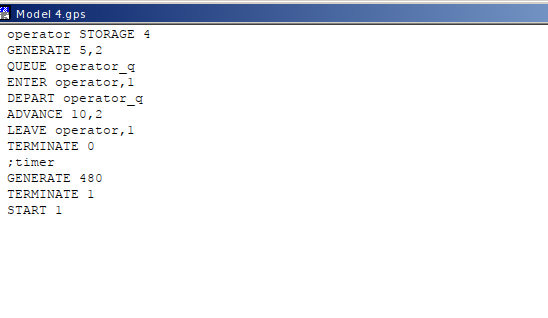 Model 4.gps
operator STORAGE 4
GENERATE 5,2
QUEUE operator_q
ENTER operator,1
DEPART operator_q
ADVANCE 10,2
LEAVE operator,1
TERMINATE 0
;timer
GENERATE 480
TERMINATE 1
START 1